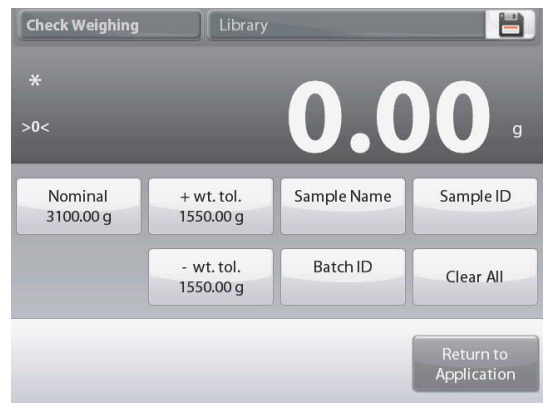 Check Weighing
Library
*
>0<
0.00 g
Nominal
3100.00 g
+ wt. tol.
1550.00 g
Sample Name
Sample ID
- wt. tol.
1550.00 g
Batch ID
Clear All
Return to
Application